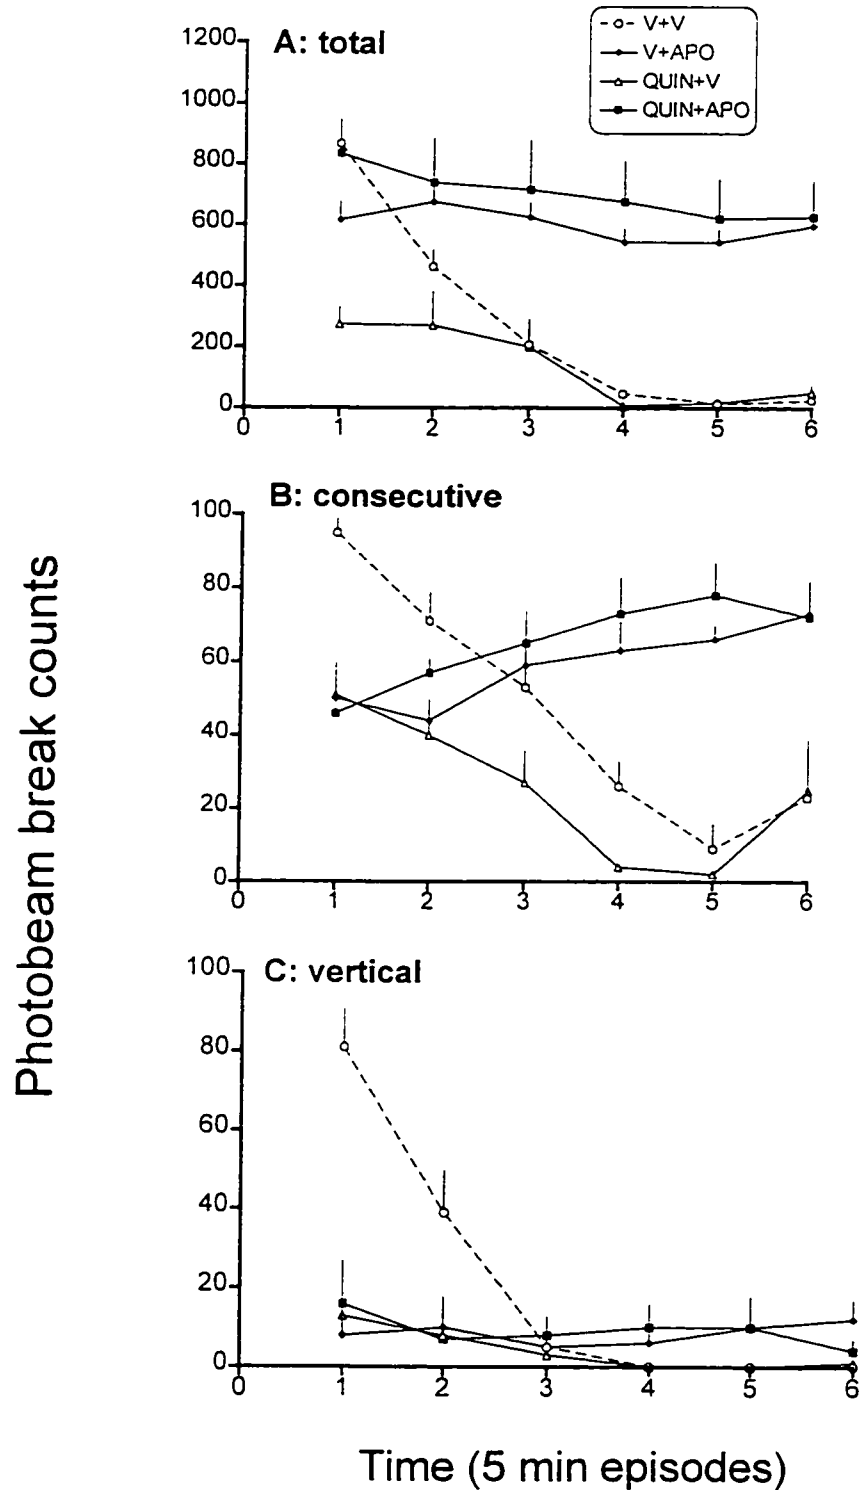 V+V
V+APO
QUIN+V
QUIN+APO
A: total
1200
1000
800
600
400
200
0
0 1 2 3 4 5 6
B: consecutive
100
80
60
40
20
0
0 1 2 3 4 5 6
C: vertical
100
80
60
40
20
0
0 1 2 3 4 5 6
Photobeam break counts
Time (5 min episodes)